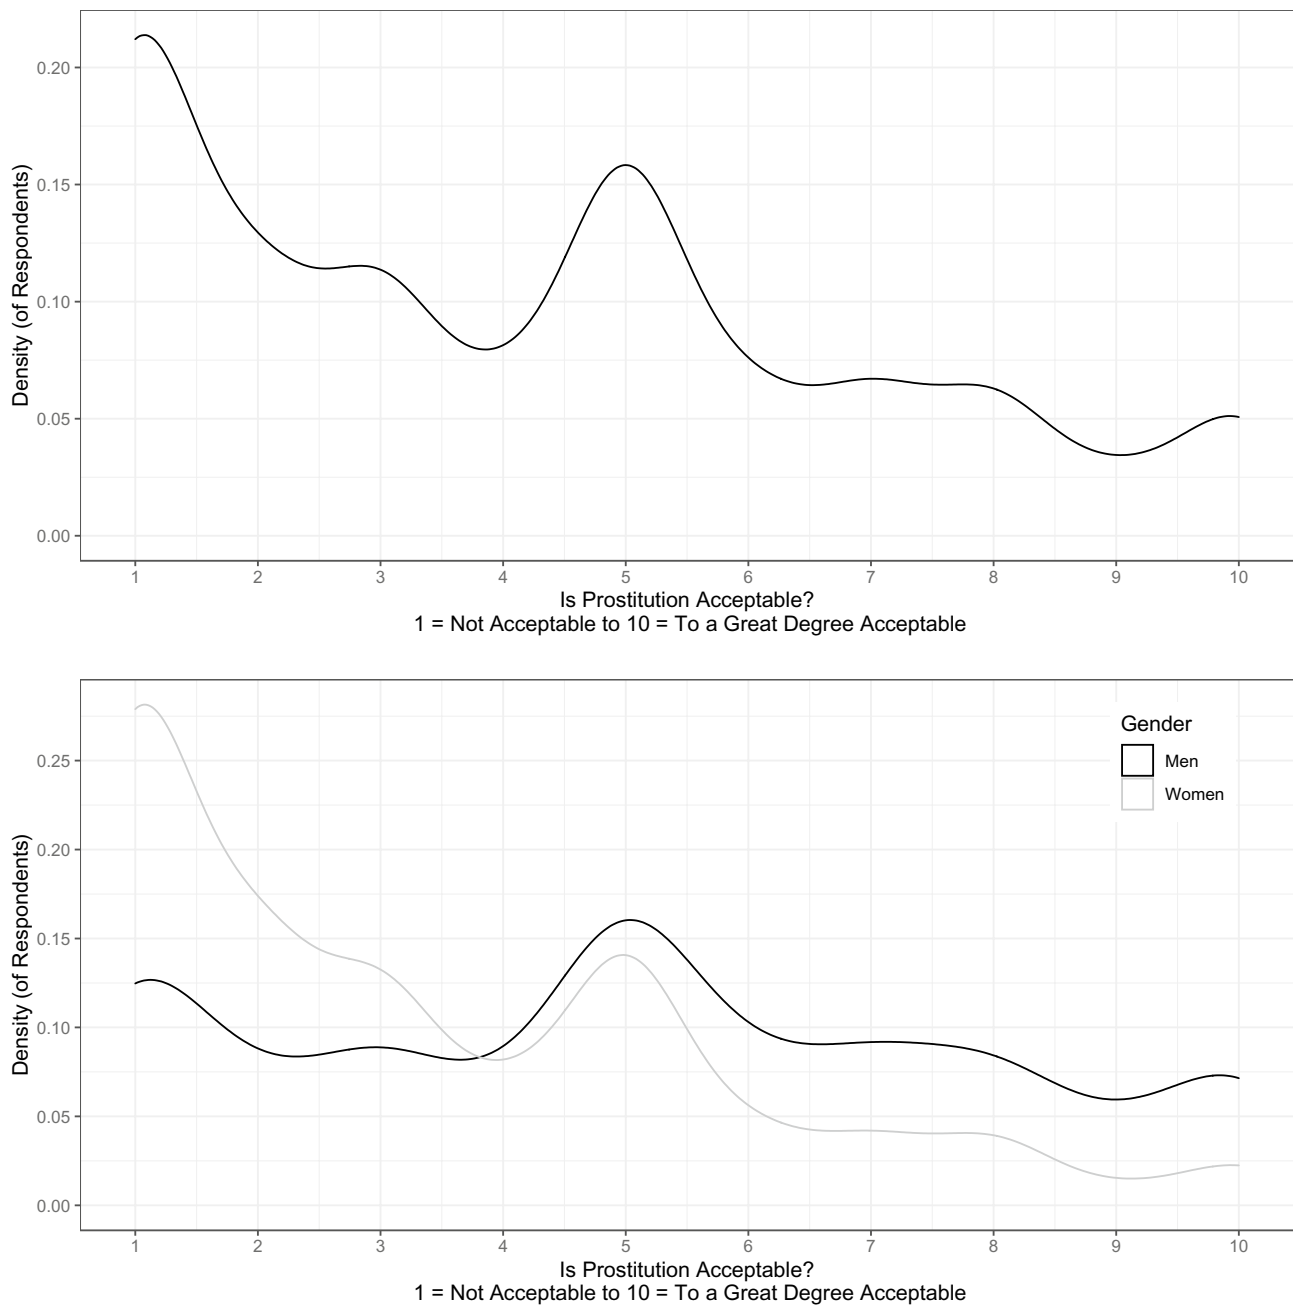 Density (of Respondents)
0.20
0.15
0.10
0.05
0.00
1 2 3 4 5 6 7 8 9 10
Is Prostitution Acceptable?
1 = Not Acceptable to 10 = To a Great Degree Acceptable
Density (of Respondents)
0.25
0.20
0.15
0.10
0.05
0.00
Gender
Men
Women
1 2 3 4 5 6 7 8 9 10
Is Prostitution Acceptable?
1 = Not Acceptable to 10 = To a Great Degree Acceptable